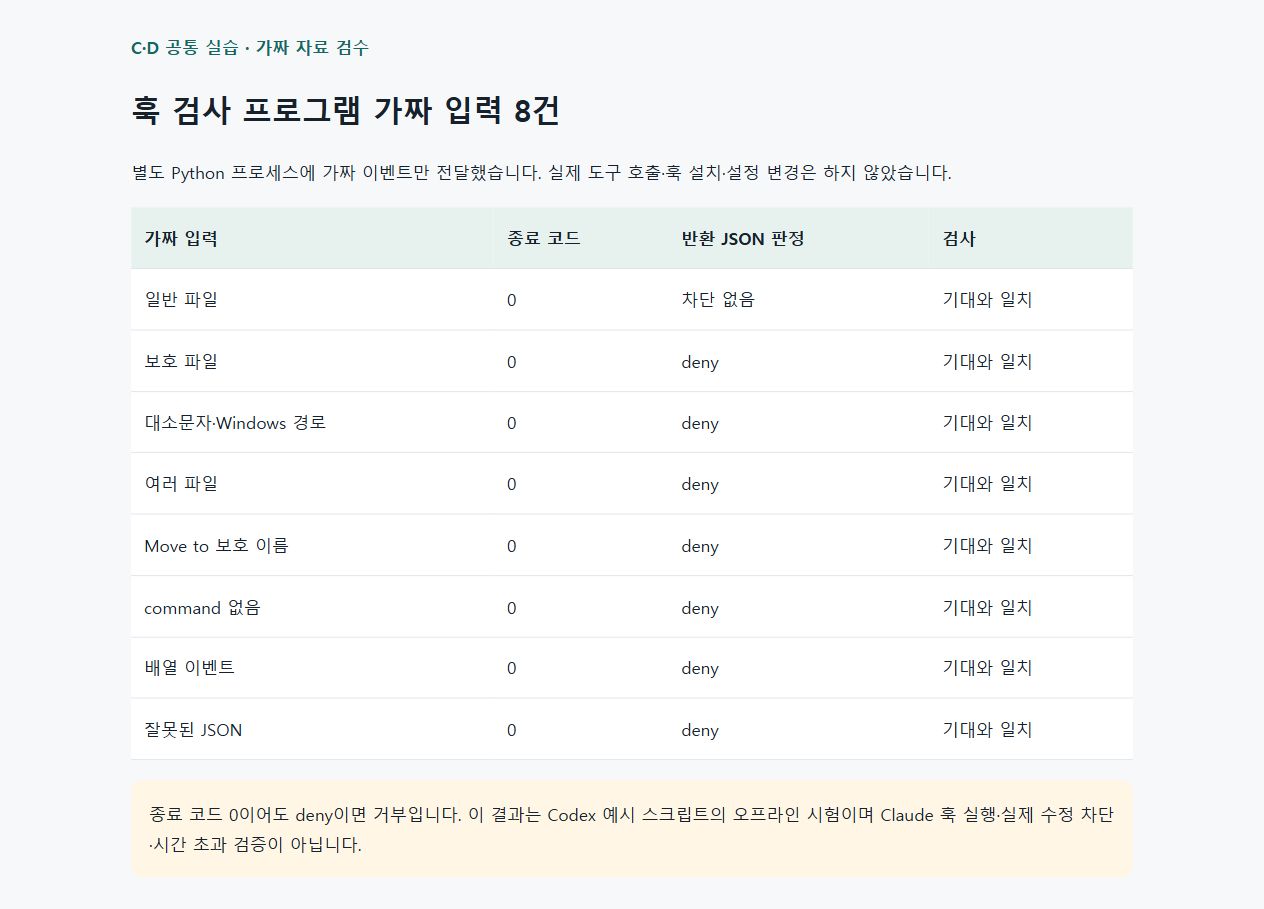 C·D 공통 실습 · 가짜 자료 검수
훅 검사 프로그램 가짜 입력 8건
별도 Python 프로세스에 가짜 이벤트만 전달했습니다. 실제 도구 호출·훅 설치·설정 변경은 하지 않았습니다.
가짜 입력 종료 코드 반환 JSON 판정 검사
일반 파일 0 차단 없음 기대와 일치
보호 파일 0 deny 기대와 일치
대소문자·Windows 경로 0 deny 기대와 일치
여러 파일 0 deny 기대와 일치
Move to 보호 이름 0 deny 기대와 일치
command 없음 0 deny 기대와 일치
배열 이벤트 0 deny 기대와 일치
잘못된 JSON 0 deny 기대와 일치
종료 코드 0이어도 deny이면 거부입니다. 이 결과는 Codex 예시 스크립트의 오프라인 시험이며 Claude 훅 실행·실제 수정 차단
·시간 초과 검증이 아닙니다.